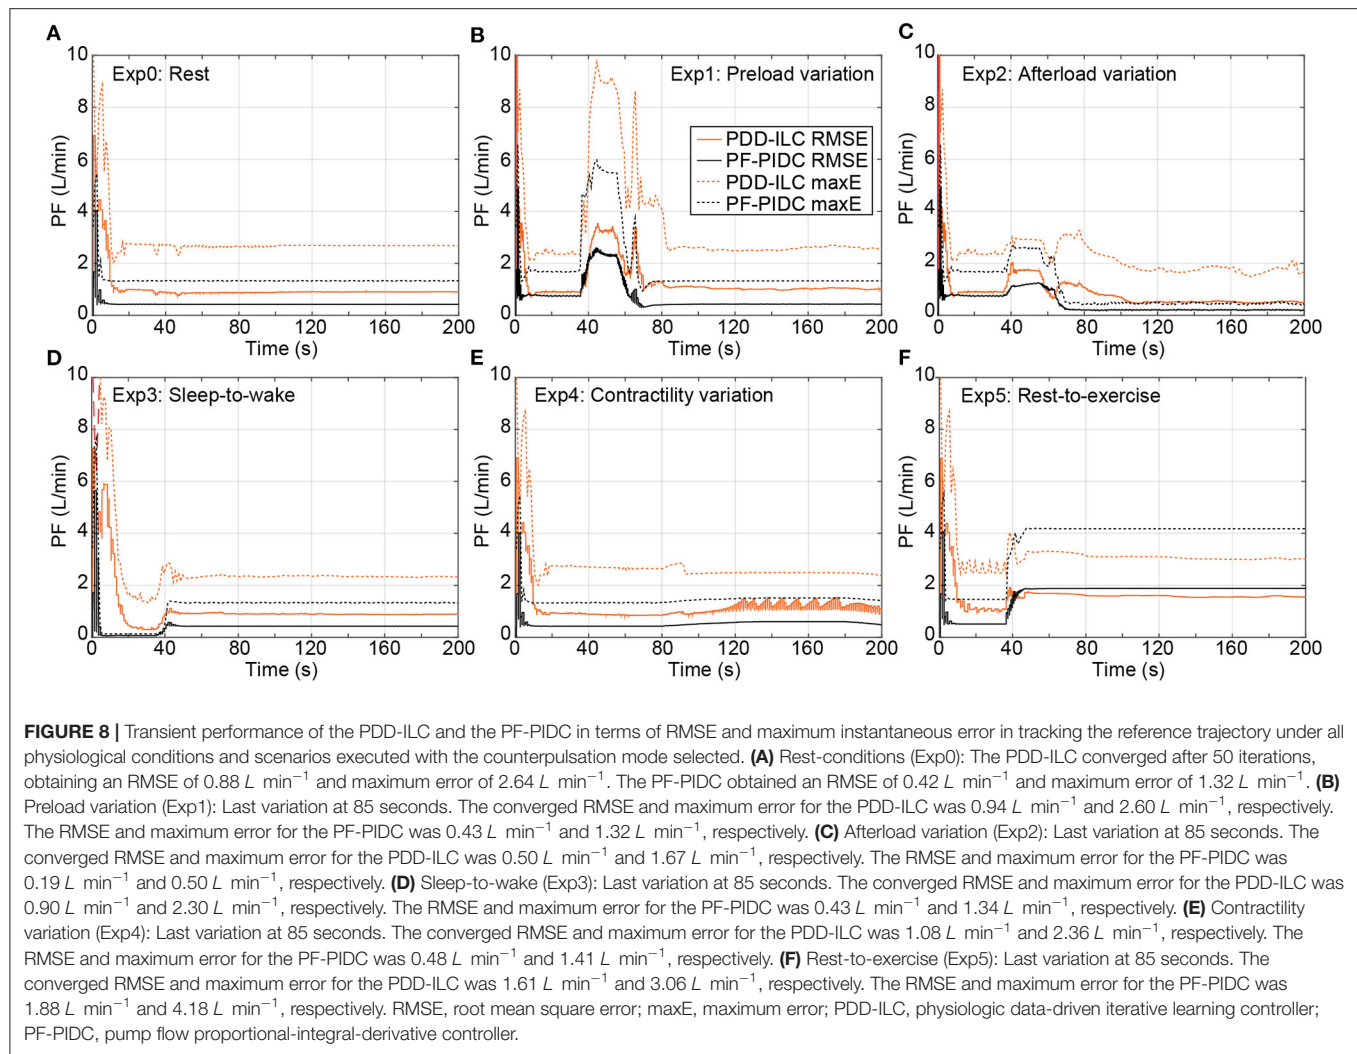 A
B
C
10
8
6
4
2
0
PF (L/min)
Exp0: Rest
0 40 80 120 160 200
Time (s)
10
8
6
4
2
0
PF (L/min)
Exp1: Preload variation
PDD-ILC RMSE
PF-PIDC RMSE
PDD-ILC maxE
PF-PIDC maxE
0 40 80 120 160 200
Time (s)
10
8
6
4
2
0
PF (L/min)
Exp2: Afterload variation
0 40 80 120 160 200
Time (s)
D
E
F
10
8
6
4
2
0
PF (L/min)
Exp3: Sleep-to-wake
0 40 80 120 160 200
Time (s)
10
8
6
4
2
0
PF (L/min)
Exp4: Contractility variation
0 40 80 120 160 200
Time (s)
10
8
6
4
2
0
PF (L/min)
Exp5: Rest-to-exercise
0 40 80 120 160 200
Time (s)
FIGURE 8 | Transient performance of the PDD-ILC and the PF-PIDC in terms of RMSE and maximum instantaneous error in tracking the reference trajectory under all
physiological conditions and scenarios executed with the counterpulsation mode selected. (A) Rest-conditions (Exp0): The PDD-ILC converged after 50 iterations,
obtaining an RMSE of 0.88 L min⁻¹ and maximum error of 2.64 L min⁻¹. The PF-PIDC obtained an RMSE of 0.42 L min⁻¹ and maximum error of 1.32 L min⁻¹. (B)
Preload variation (Exp1): Last variation at 85 seconds. The converged RMSE and maximum error for the PDD-ILC was 0.94 L min⁻¹ and 2.60 L min⁻¹, respectively.
The RMSE and maximum error for the PF-PIDC was 0.43 L min⁻¹ and 1.32 L min⁻¹, respectively. (C) Afterload variation (Exp2): Last variation at 85 seconds. The
converged RMSE and maximum error for the PDD-ILC was 0.50 L min⁻¹ and 1.67 L min⁻¹, respectively. The RMSE and maximum error for the PF-PIDC was
0.19 L min⁻¹ and 0.50 L min⁻¹, respectively. (D) Sleep-to-wake (Exp3): Last variation at 85 seconds. The converged RMSE and maximum error for the PDD-ILC was
0.90 L min⁻¹ and 2.30 L min⁻¹, respectively. The RMSE and maximum error for the PF-PIDC was 0.43 L min⁻¹ and 1.34 L min⁻¹, respectively. (E) Contractility
variation (Exp4): Last variation at 85 seconds. The converged RMSE and maximum error for the PDD-ILC was 1.08 L min⁻¹ and 2.36 L min⁻¹, respectively. The
RMSE and maximum error for the PF-PIDC was 0.48 L min⁻¹ and 1.41 L min⁻¹, respectively. (F) Rest-to-exercise (Exp5): Last variation at 85 seconds. The
converged RMSE and maximum error for the PDD-ILC was 1.61 L min⁻¹ and 3.06 L min⁻¹, respectively. The RMSE and maximum error for the PF-PIDC was
1.88 L min⁻¹ and 4.18 L min⁻¹, respectively. RMSE, root mean square error; maxE, maximum error; PDD-ILC, physiologic data-driven iterative learning controller;
PF-PIDC, pump flow proportional-integral-derivative controller.